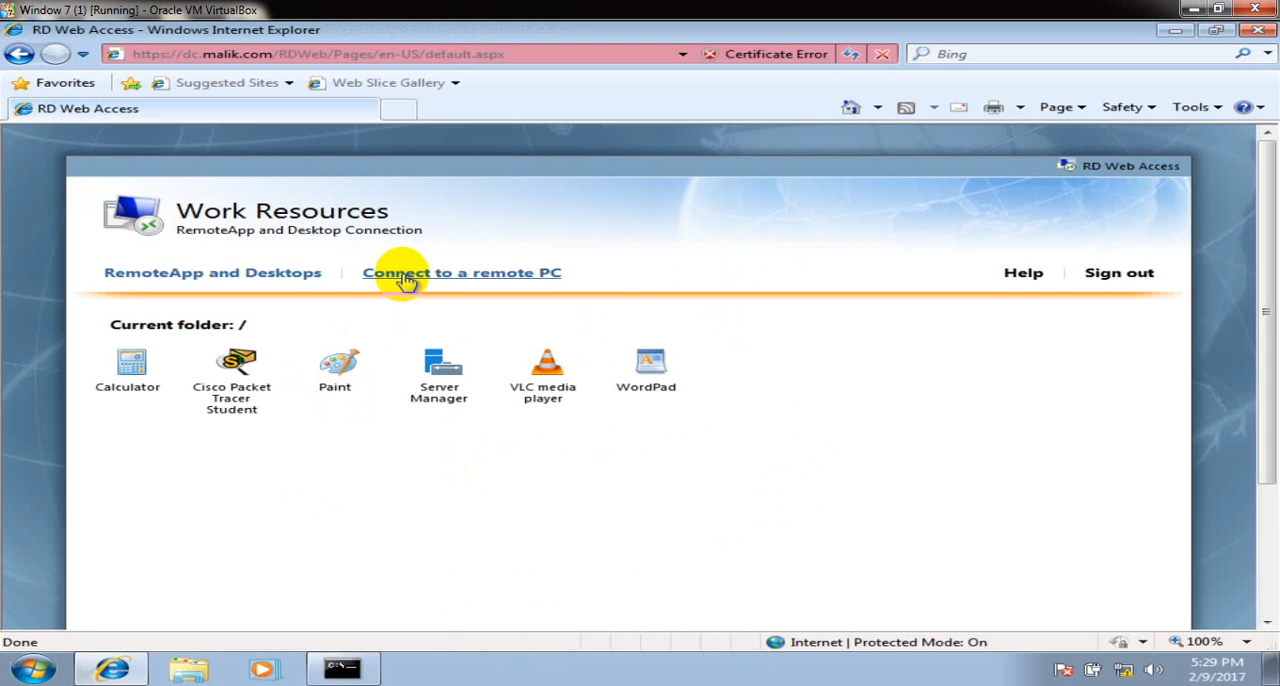 Window 7 (1) [Running] - Oracle VM VirtualBox
RD Web Access - Windows Internet Explorer
https://dc.malik.com/RDWeb/Pages/en-US/default.aspx
Certificate Error
Bing
Favorites
Suggested Sites
Web Slice Gallery
RD Web Access
Page
Safety
Tools
RD Web Access
Work Resources
RemoteApp and Desktop Connection
RemoteApp and Desktops
Connect to a remote PC
Help
Sign out
Current folder: /
Calculator
Cisco Packet
Tracer
Student
Paint
Server
Manager
VLC media
player
WordPad
Done
Internet | Protected Mode: On
100%
C:\
5:29 PM
2/9/2017